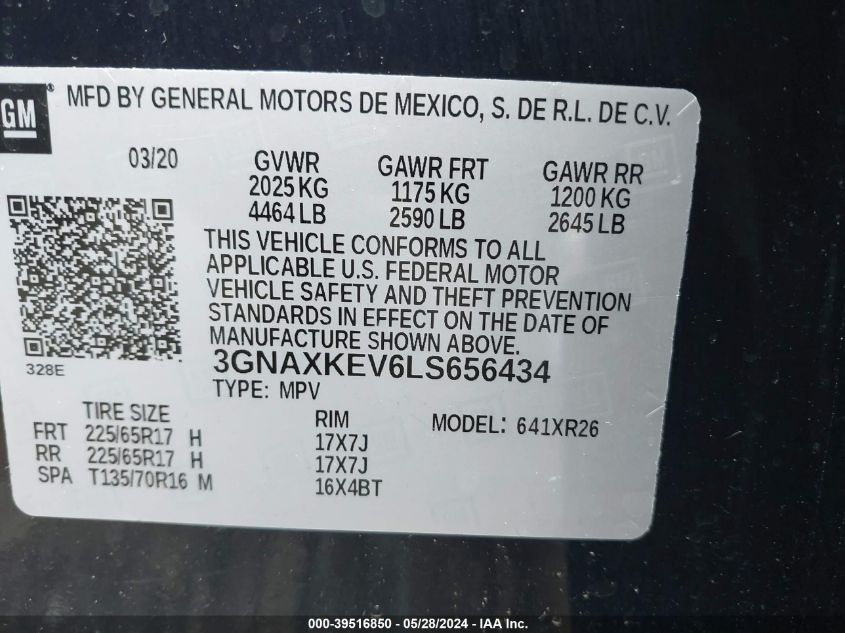 GM ® MFD BY GENERAL MOTORS DE MEXICO, S. DE R.L. DE C.V.
03/20 GVWR GAWR FRT GAWR RR
2025 KG 1175 KG 1200 KG
4464 LB 2590 LB 2645 LB
THIS VEHICLE CONFORMS TO ALL
APPLICABLE U.S. FEDERAL MOTOR
VEHICLE SAFETY AND THEFT PREVENTION
STANDARDS IN EFFECT ON THE DATE OF
MANUFACTURE SHOWN ABOVE.
328E 3GNAXKEV6LS656434
TYPE: MPV
TIRE SIZE RIM MODEL: 641XR26
FRT 225/65R17 H 17X7J
RR 225/65R17 H 17X7J
SPA T135/70R16 M 16X4BT
000-39516850 / 05/28/2024 - IAA Inc.